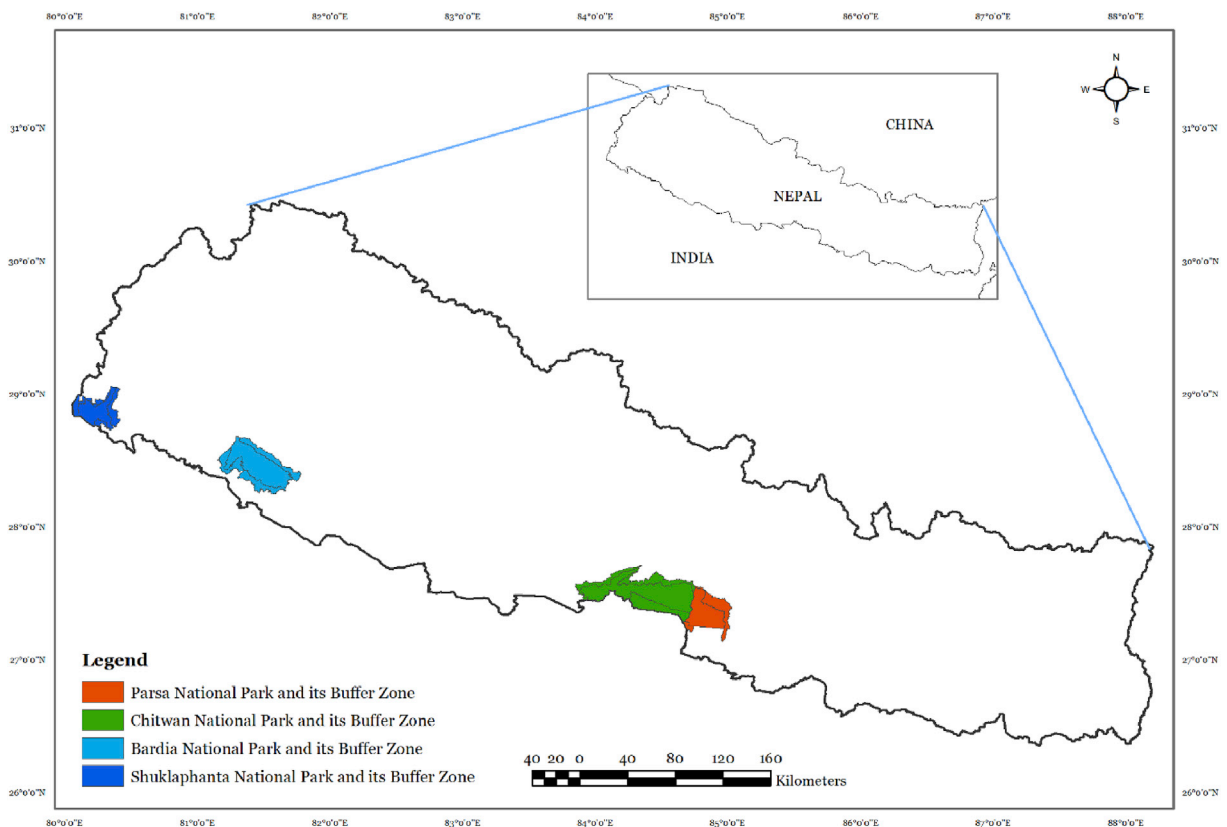 80°0'0"E 81°0'0"E 82°0'0"E 83°0'0"E 84°0'0"E 85°0'0"E 86°0'0"E 87°0'0"E 88°0'0"E
N
W E
S
CHINA
NEPAL
INDIA
31°0'0"N 31°0'0"N
30°0'0"N 30°0'0"N
29°0'0"N 29°0'0"N
28°0'0"N 28°0'0"N
27°0'0"N 27°0'0"N
26°0'0"N 26°0'0"N
Legend
Parsa National Park and its Buffer Zone
Chitwan National Park and its Buffer Zone
Bardia National Park and its Buffer Zone
Shuklaphanta National Park and its Buffer Zone
40 20 0 40 80 120 160
Kilometers
80°0'0"E 81°0'0"E 82°0'0"E 83°0'0"E 84°0'0"E 85°0'0"E 86°0'0"E 87°0'0"E 88°0'0"E